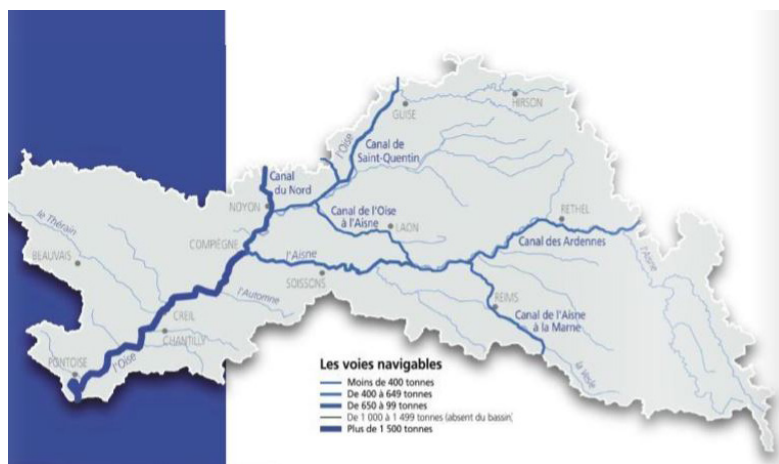 GUISE
HIRSON
l'Oise
Canal de
Saint-Quentin
Canal
du Nord
NOYON
le Thérain
Canal de l'Oise
à l'Aisne
LAON
RETHEL
COMPIÈGNE
Canal des Ardennes
BEAUVAIS
l'Aisne
l'Aisne
SOISSONS
l'Automne
REIMS
CREIL
CHANTILLY
Canal de l'Aisne
à la Marne
PONTOISE
l'Oise
la Vesle
Les voies navigables
Moins de 400 tonnes
De 400 à 649 tonnes
De 650 à 99 tonnes
De 1 000 à 1 499 tonnes (absent du bassin)
Plus de 1 500 tonnes